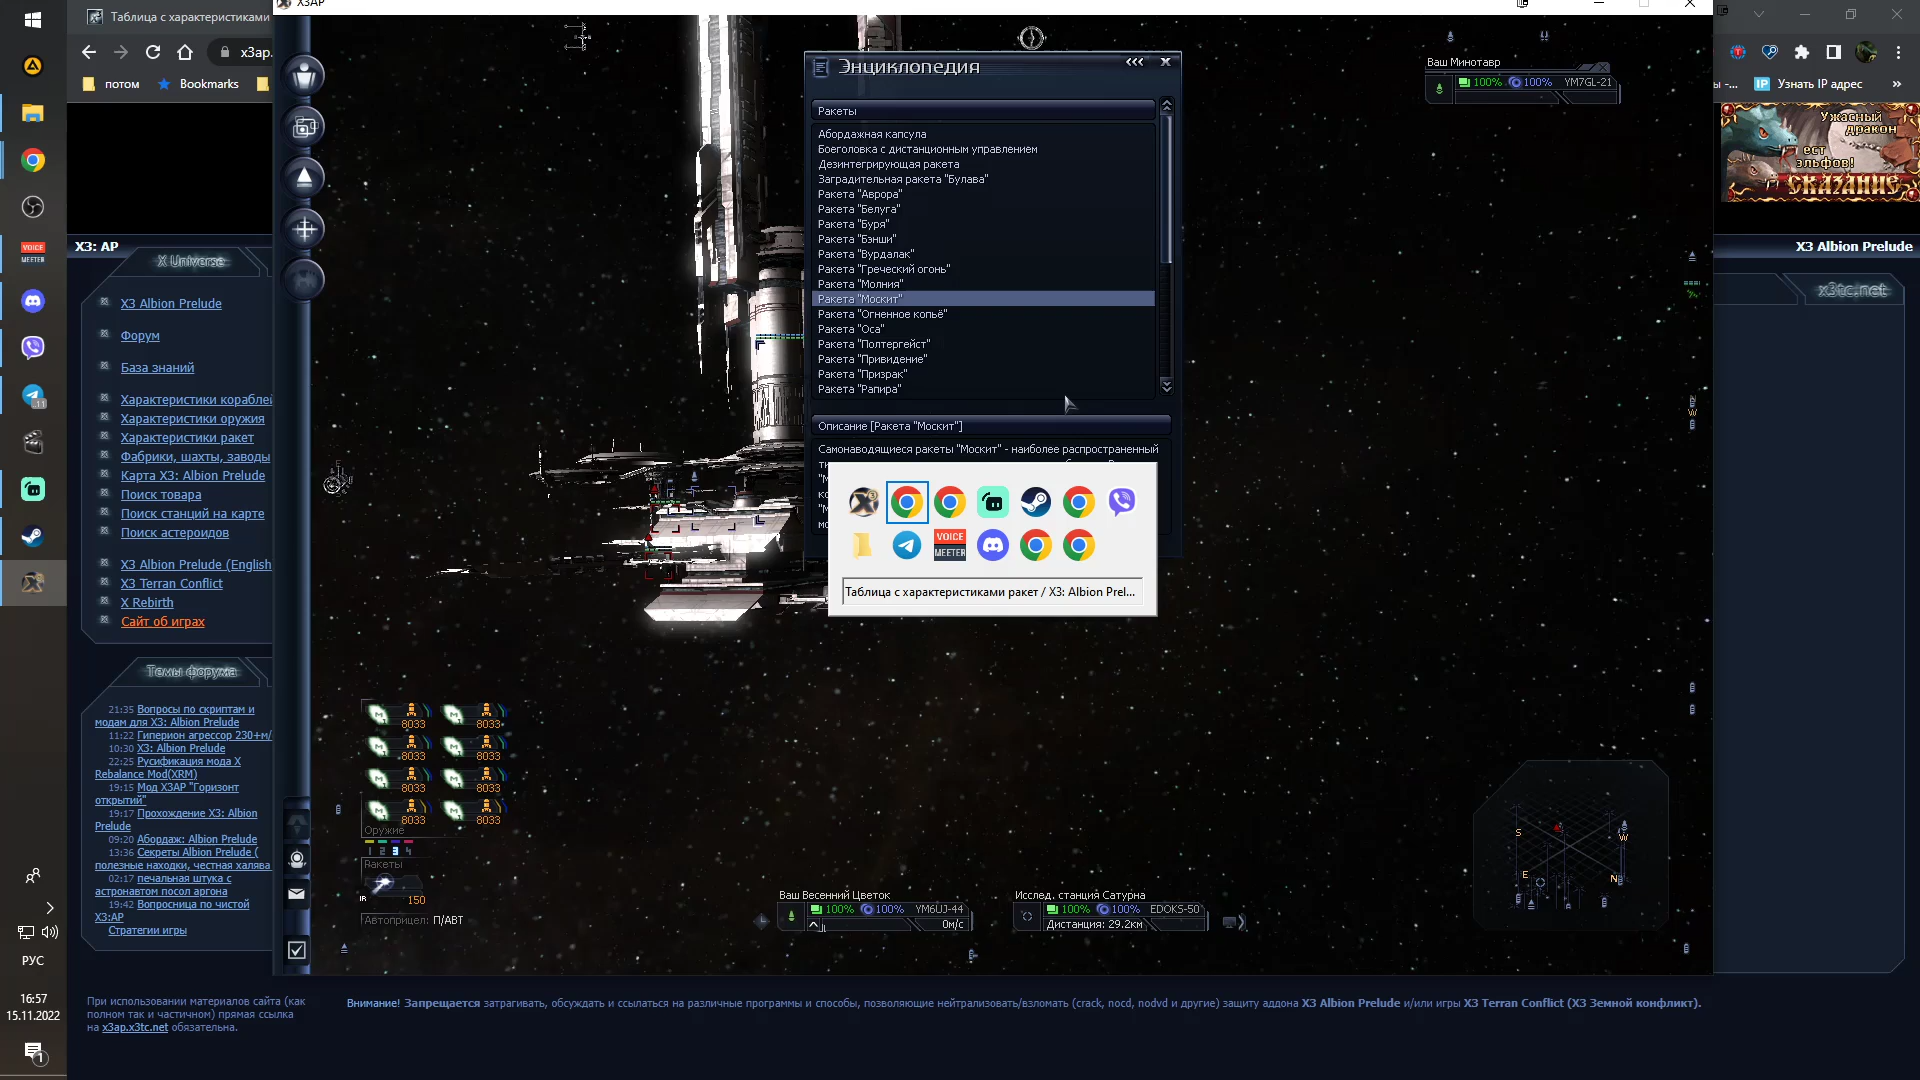 Таблица с характеристиками
X3AP
x3ap.
потом
Bookmarks
ы -...
IP Узнать IP адрес
»
Ужасный
дракон
ест
эльфов!
СКАЗАНИЕ
X3: AP
X3 Albion Prelude
X Universe
x3tc.net
X3 Albion Prelude
Форум
База знаний
Характеристики кораблей
Характеристики оружия
Характеристики ракет
Фабрики, шахты, заводы
Карта X3: Albion Prelude
Поиск товара
Поиск станций на карте
Поиск астероидов
X3 Albion Prelude (English
X3 Terran Conflict
X Rebirth
Сайт об играх
Темы форума
21:35 Вопросы по скриптам и
модам для X3: Albion Prelude
11:22 Гиперион агрессор 230+м/
10:30 X3: Albion Prelude
22:25 Русификация мода X
Rebalance Mod(XRM)
19:15 Мод X3AP "Горизонт
открытий"
19:17 Прохождение X3: Albion
Prelude
09:20 Абордаж: Albion Prelude
13:36 Секреты Albion Prelude (
полезные находки, честная халява
02:17 печальная штука с
астронавтом посол аргона
19:42 Вопросница по чистой
X3:AP
Стратегии игры
Энциклопедия
Ракеты
Абордажная капсула
Боеголовка с дистанционным управлением
Дезинтегрирующая ракета
Заградительная ракета "Булава"
Ракета "Аврора"
Ракета "Белуга"
Ракета "Буря"
Ракета "Бэнши"
Ракета "Вурдалак"
Ракета "Греческий огонь"
Ракета "Молния"
Ракета "Москит"
Ракета "Огненное копьё"
Ракета "Оса"
Ракета "Полтергейст"
Ракета "Привидение"
Ракета "Призрак"
Ракета "Рапира"
Описание [Ракета "Москит"]
Самонаводящиеся ракеты "Москит" - наиболее распространенный
VOICE
MEETER
Таблица с характеристиками ракет / X3: Albion Prel...
Ваш Минотавр
100% 100% YM7GL-21
8033 8033
8033 8033
8033 8033
8033 8033
Оружие
1 2 3 4
Ракеты
IR 150
Автоприцел: П/АВТ
Ваш Весенний Цветок
100% 100% YM6UJ-44
0м/с
Исслед. станция Сатурна
100% 100% EDOKS-50
Дистанция: 29.2км
S
W
E
N
W
VOICE
MEETER
11
РУС
16:57
15.11.2022
1
При использовании материалов сайта (как
полном так и частичном) прямая ссылка
на x3ap.x3tc.net обязательна.
Внимание! Запрещается затрагивать, обсуждать и ссылаться на различные программы и способы, позволяющие нейтрализовать/взломать (crack, nocd, nodvd и другие) защиту аддона X3 Albion Prelude и/или игры X3 Terran Conflict (X3 Земной конфликт).